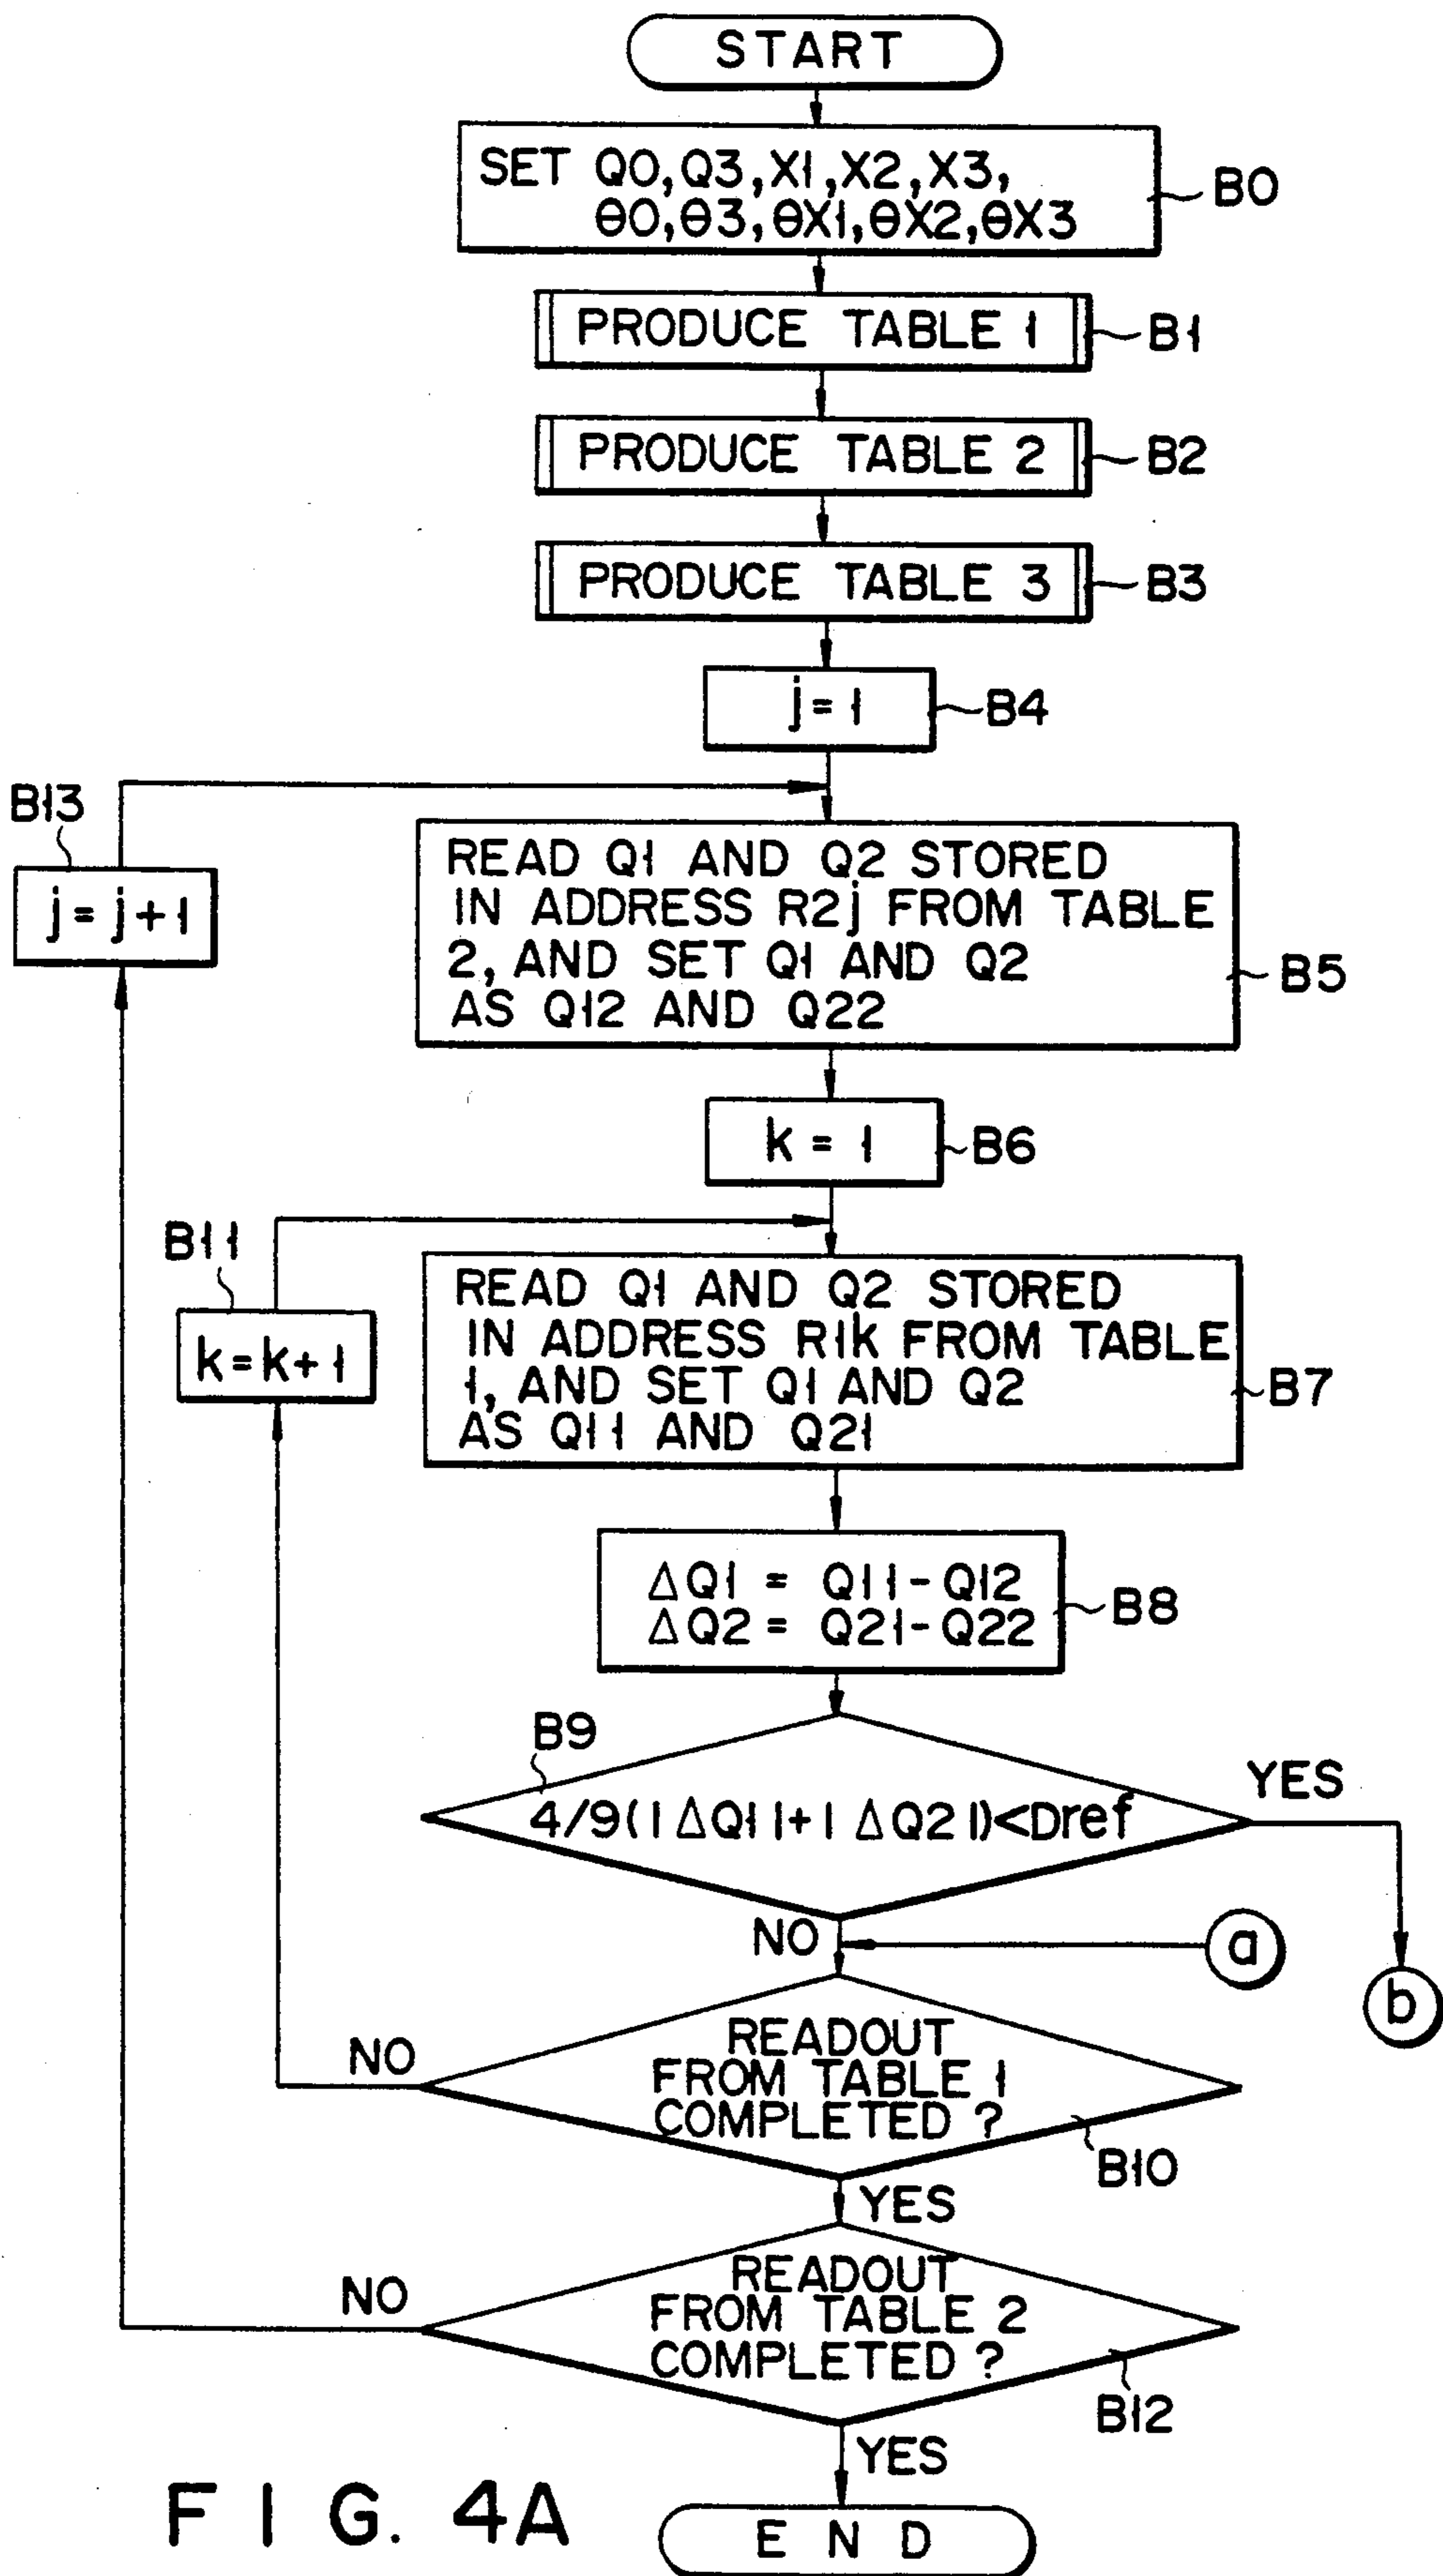 START
SET Q0, Q3, X1, X2, X3,
θ0, θ3, θX1, θX2, θX3
B0
PRODUCE TABLE 1
B1
PRODUCE TABLE 2
B2
PRODUCE TABLE 3
B3
j = 1
B4
B13
j = j + 1
READ Q1 AND Q2 STORED
IN ADDRESS R2j FROM TABLE
2, AND SET Q1 AND Q2
AS Q12 AND Q22
B5
k = 1
B6
B11
k = k + 1
READ Q1 AND Q2 STORED
IN ADDRESS R1k FROM TABLE
1, AND SET Q1 AND Q2
AS Q11 AND Q21
B7
ΔQ1 = Q11 - Q12
ΔQ2 = Q21 - Q22
B8
B9
4/9(|ΔQ1|+|ΔQ2|)<Dref
YES
NO
a
b
READOUT
FROM TABLE 1
COMPLETED ?
NO
B10
YES
READOUT
FROM TABLE 2
COMPLETED ?
NO
B12
YES
END
FIG. 4A